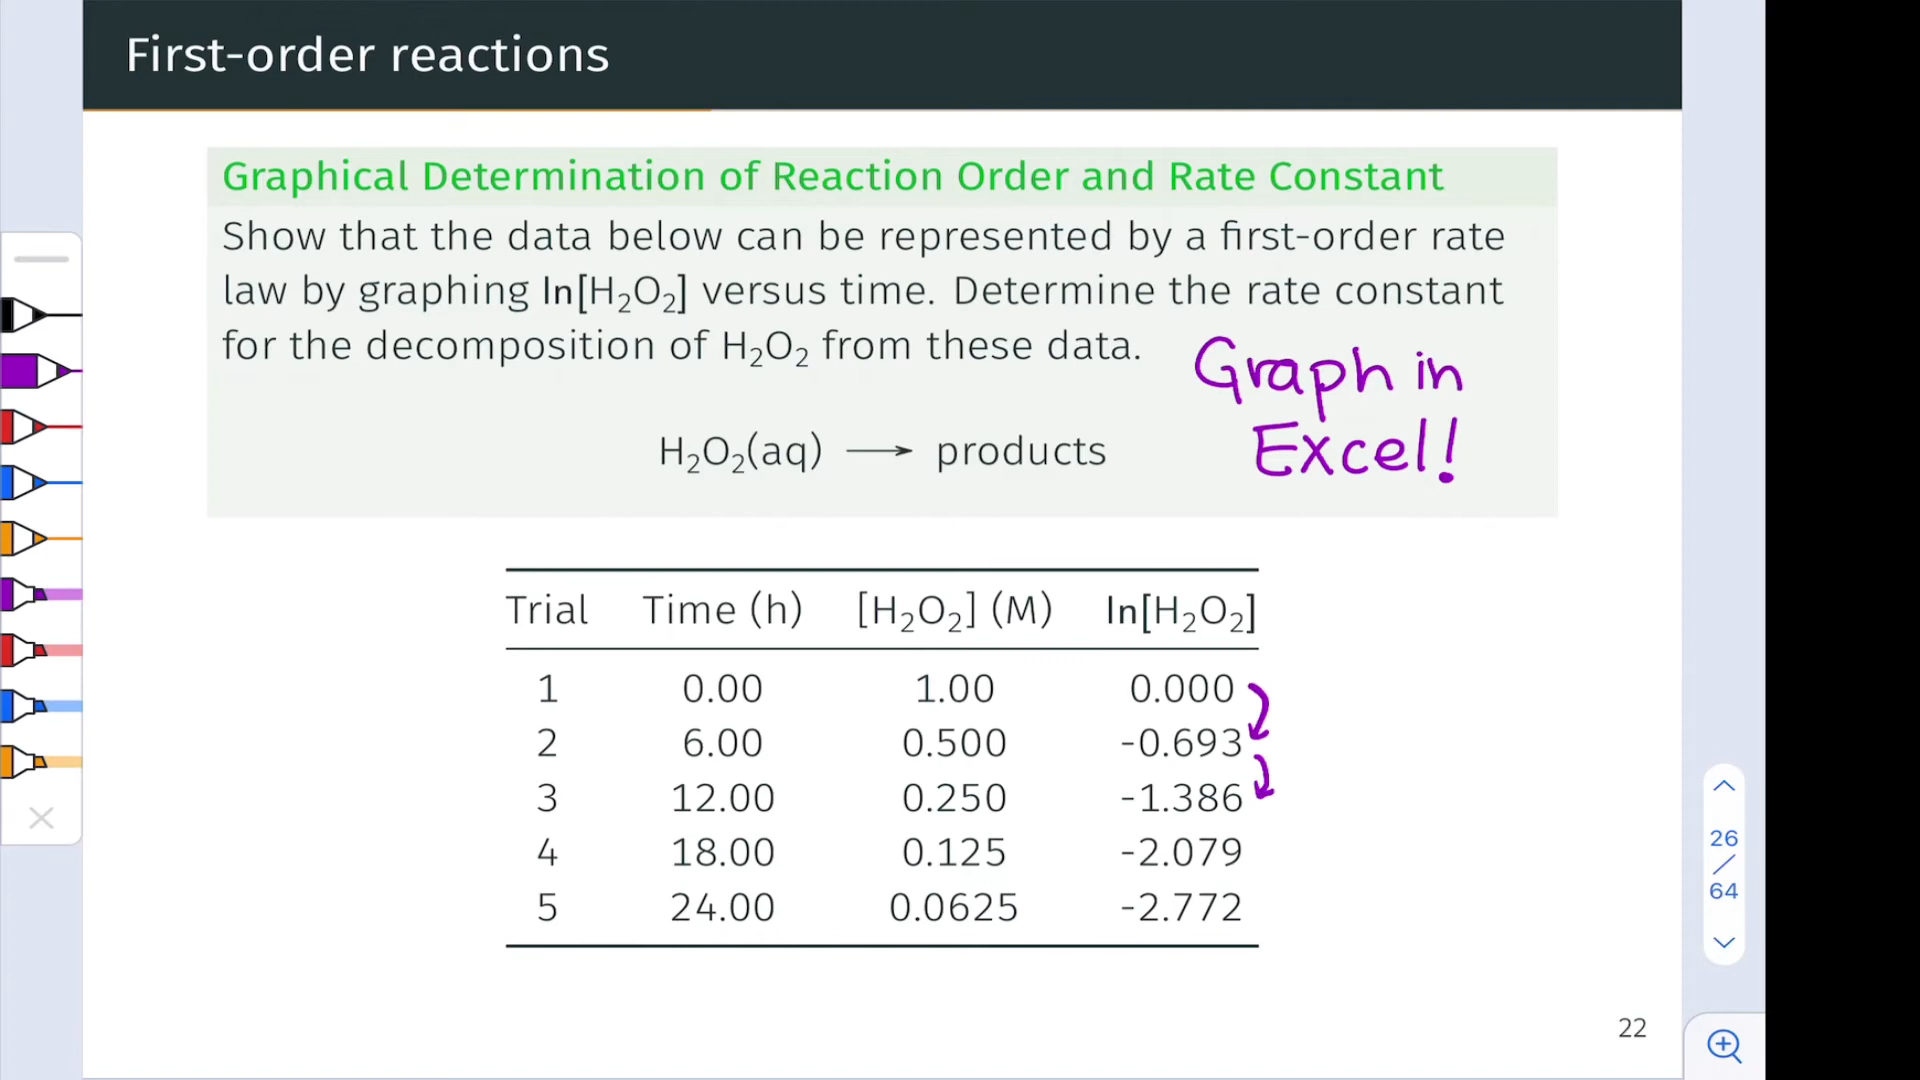 First-order reactions
Graphical Determination of Reaction Order and Rate Constant
Show that the data below can be represented by a first-order rate
law by graphing ln[H₂O₂] versus time. Determine the rate constant
for the decomposition of H₂O₂ from these data.
Graph in
Excel!
H₂O₂(aq) ⟶ products
Trial Time (h) [H₂O₂] (M) ln[H₂O₂]
1 0.00 1.00 0.000
2 6.00 0.500 -0.693
3 12.00 0.250 -1.386
4 18.00 0.125 -2.079
5 24.00 0.0625 -2.772
26
/
64
22